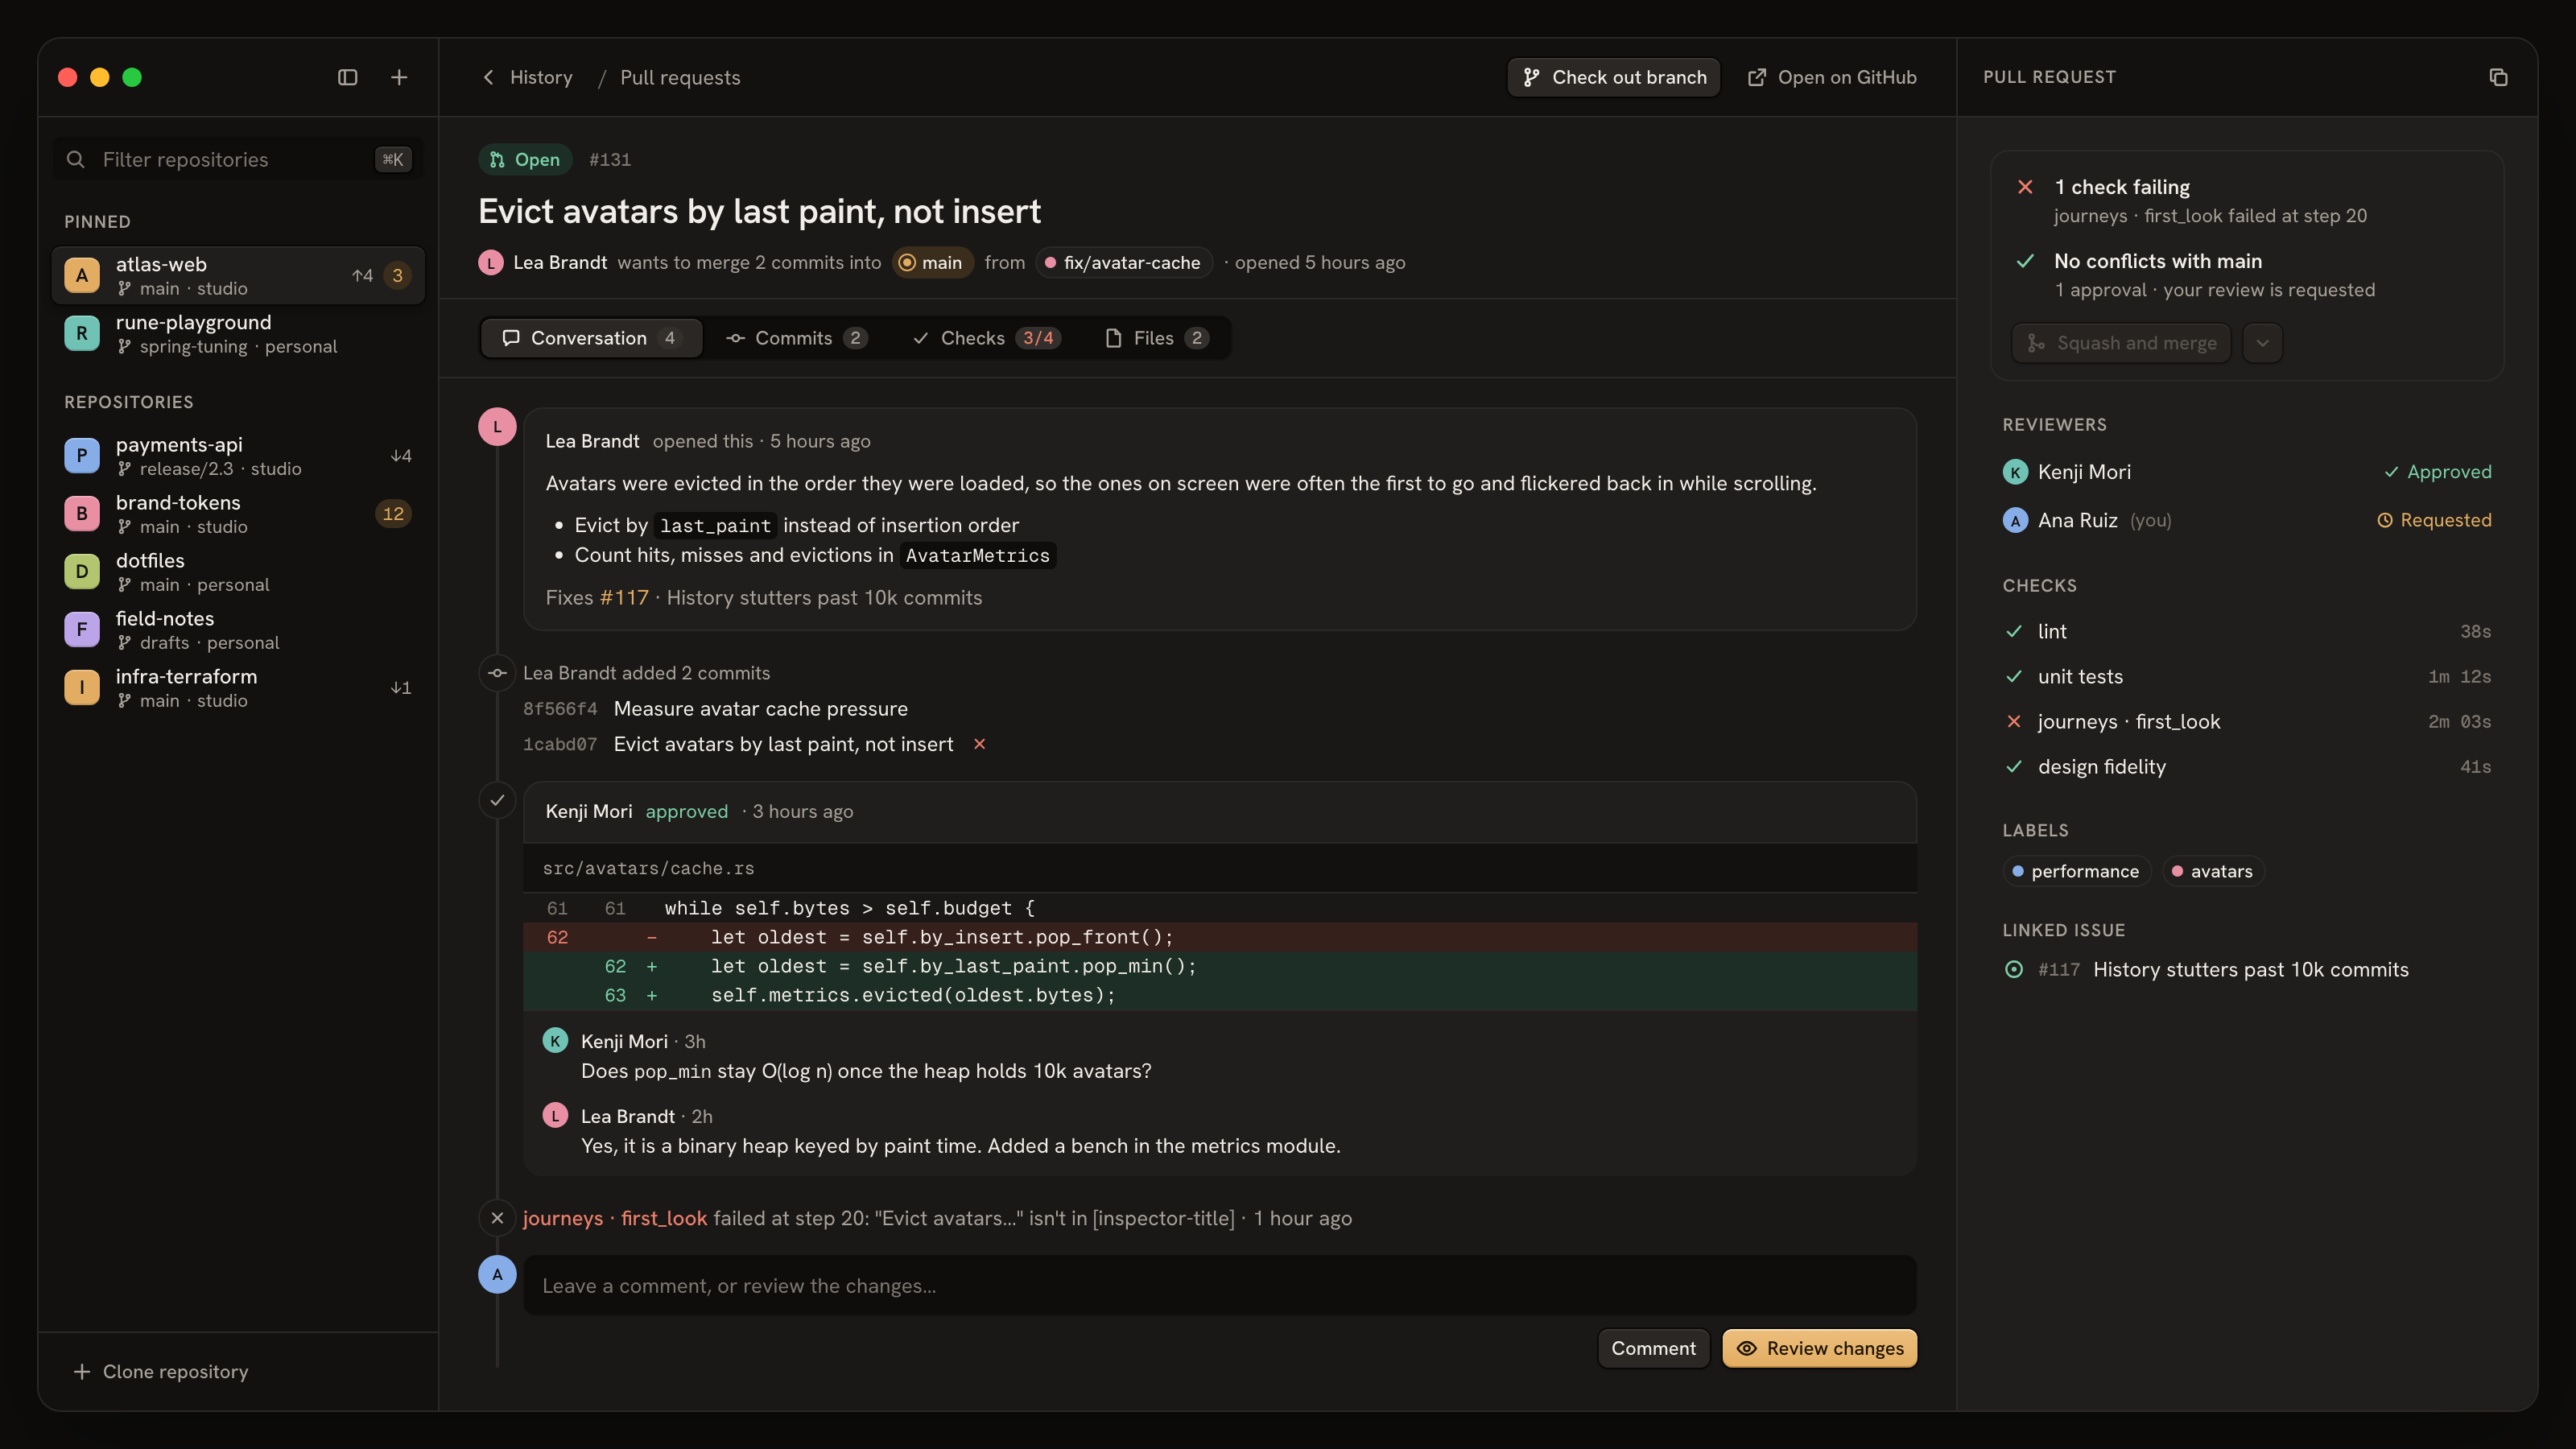 History / Pull requests
Check out branch
Open on GitHub
PULL REQUEST
Filter repositories ⌘K
PINNED
A atlas-web ↑4 3
main · studio
R rune-playground
spring-tuning · personal
REPOSITORIES
P payments-api ↓4
release/2.3 · studio
B brand-tokens 12
main · studio
D dotfiles
main · personal
F field-notes
drafts · personal
I infra-terraform ↓1
main · studio
Clone repository
Open #131
Evict avatars by last paint, not insert
L Lea Brandt wants to merge 2 commits into main from fix/avatar-cache · opened 5 hours ago
Conversation 4 Commits 2 Checks 3/4 Files 2
L Lea Brandt opened this · 5 hours ago
Avatars were evicted in the order they were loaded, so the ones on screen were often the first to go and flickered back in while scrolling.
• Evict by last_paint instead of insertion order
• Count hits, misses and evictions in AvatarMetrics
Fixes #117 · History stutters past 10k commits
Lea Brandt added 2 commits
8f566f4 Measure avatar cache pressure
1cabd07 Evict avatars by last paint, not insert
Kenji Mori approved · 3 hours ago
src/avatars/cache.rs
61 61 while self.bytes > self.budget {
62 − let oldest = self.by_insert.pop_front();
62 + let oldest = self.by_last_paint.pop_min();
63 + self.metrics.evicted(oldest.bytes);
K Kenji Mori · 3h
Does pop_min stay O(log n) once the heap holds 10k avatars?
L Lea Brandt · 2h
Yes, it is a binary heap keyed by paint time. Added a bench in the metrics module.
journeys · first_look failed at step 20: "Evict avatars…" isn't in [inspector-title] · 1 hour ago
A Leave a comment, or review the changes…
Comment
Review changes
1 check failing
journeys · first_look failed at step 20
No conflicts with main
1 approval · your review is requested
Squash and merge
REVIEWERS
K Kenji Mori Approved
A Ana Ruiz (you) Requested
CHECKS
lint 38s
unit tests 1m 12s
journeys · first_look 2m 03s
design fidelity 41s
LABELS
performance avatars
LINKED ISSUE
#117 History stutters past 10k commits